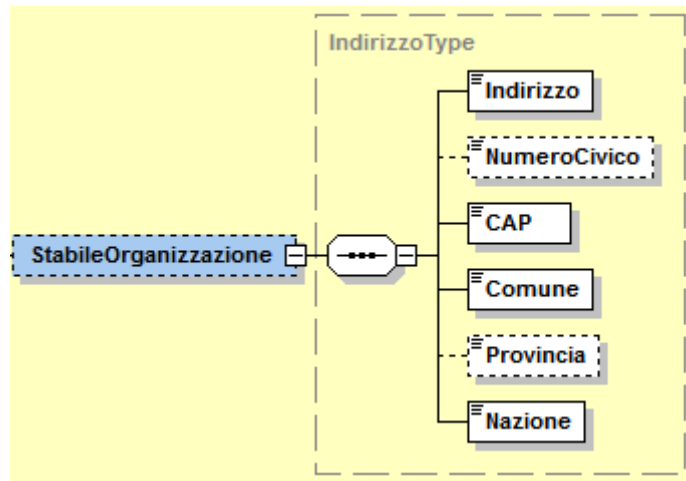 IndirizzoType
Indirizzo
NumeroCivico
CAP
StabileOrganizzazione
Comune
Provincia
Nazione